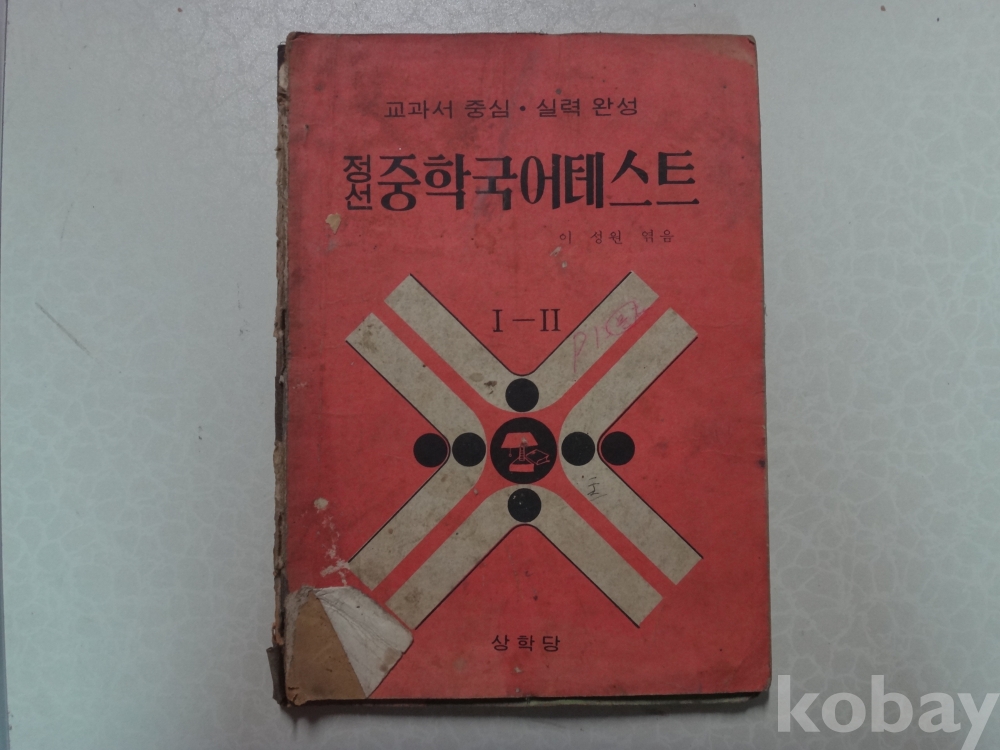 교과서 중심 • 실력 완성
정선 중학국어테스트
이 성원 엮음
I-II
상학당
kobay